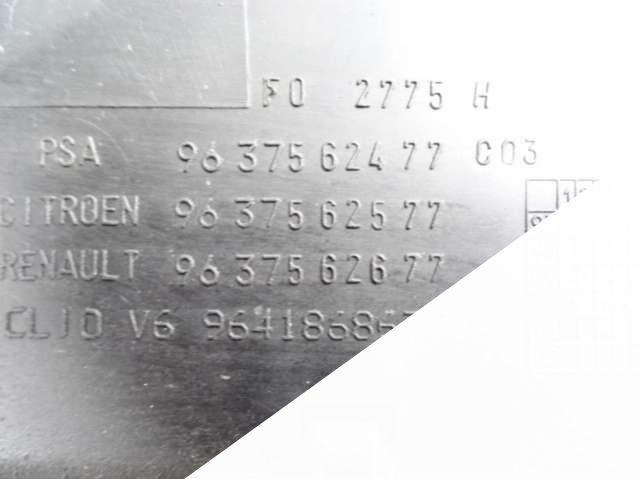 FO 2775 H
PSA 96 375 624 77 C03
CITROEN 96 375 625 77
RENAULT 96 375 626 77
CLIO V6